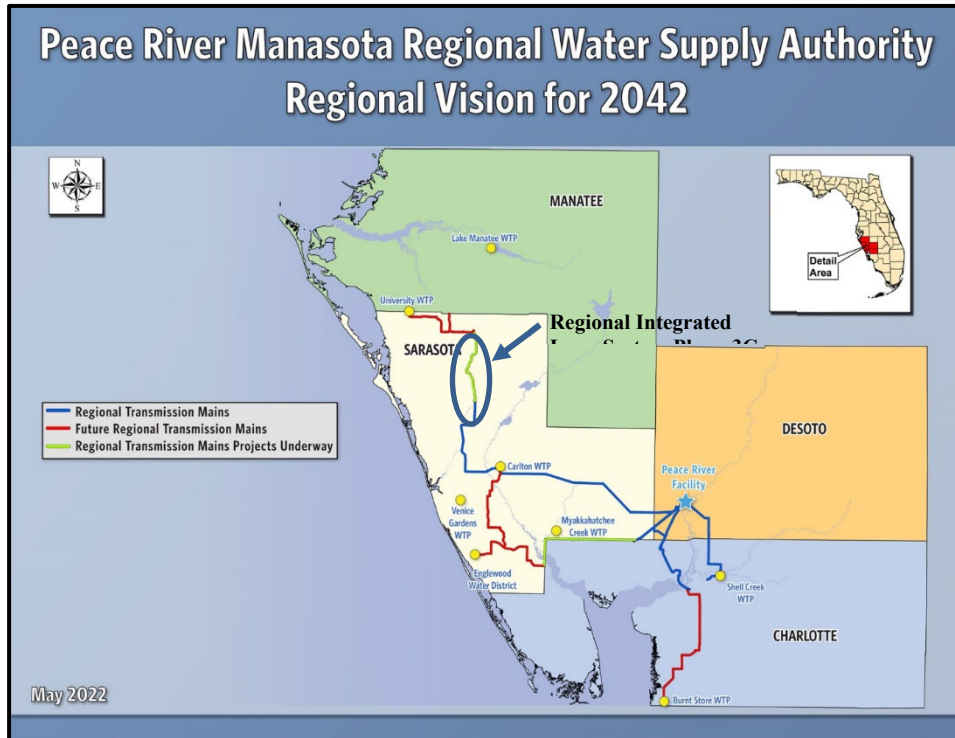 Peace River Manasota Regional Water Supply Authority
Regional Vision for 2042
N
W E
S
MANATEE
Lake Manatee WTP
Detail
Area
University WTP
Regional Integrated
SARASOTA
Regional Transmission Mains
Future Regional Transmission Mains
Regional Transmission Mains Projects Underway
DESOTO
Carlton WTP
Peace River
Facility
Venice
Gardens
WTP
Myakkahatchee
Creek WTP
Englewood
Water District
Shell Creek
WTP
CHARLOTTE
May 2022
Burnt Store WTP